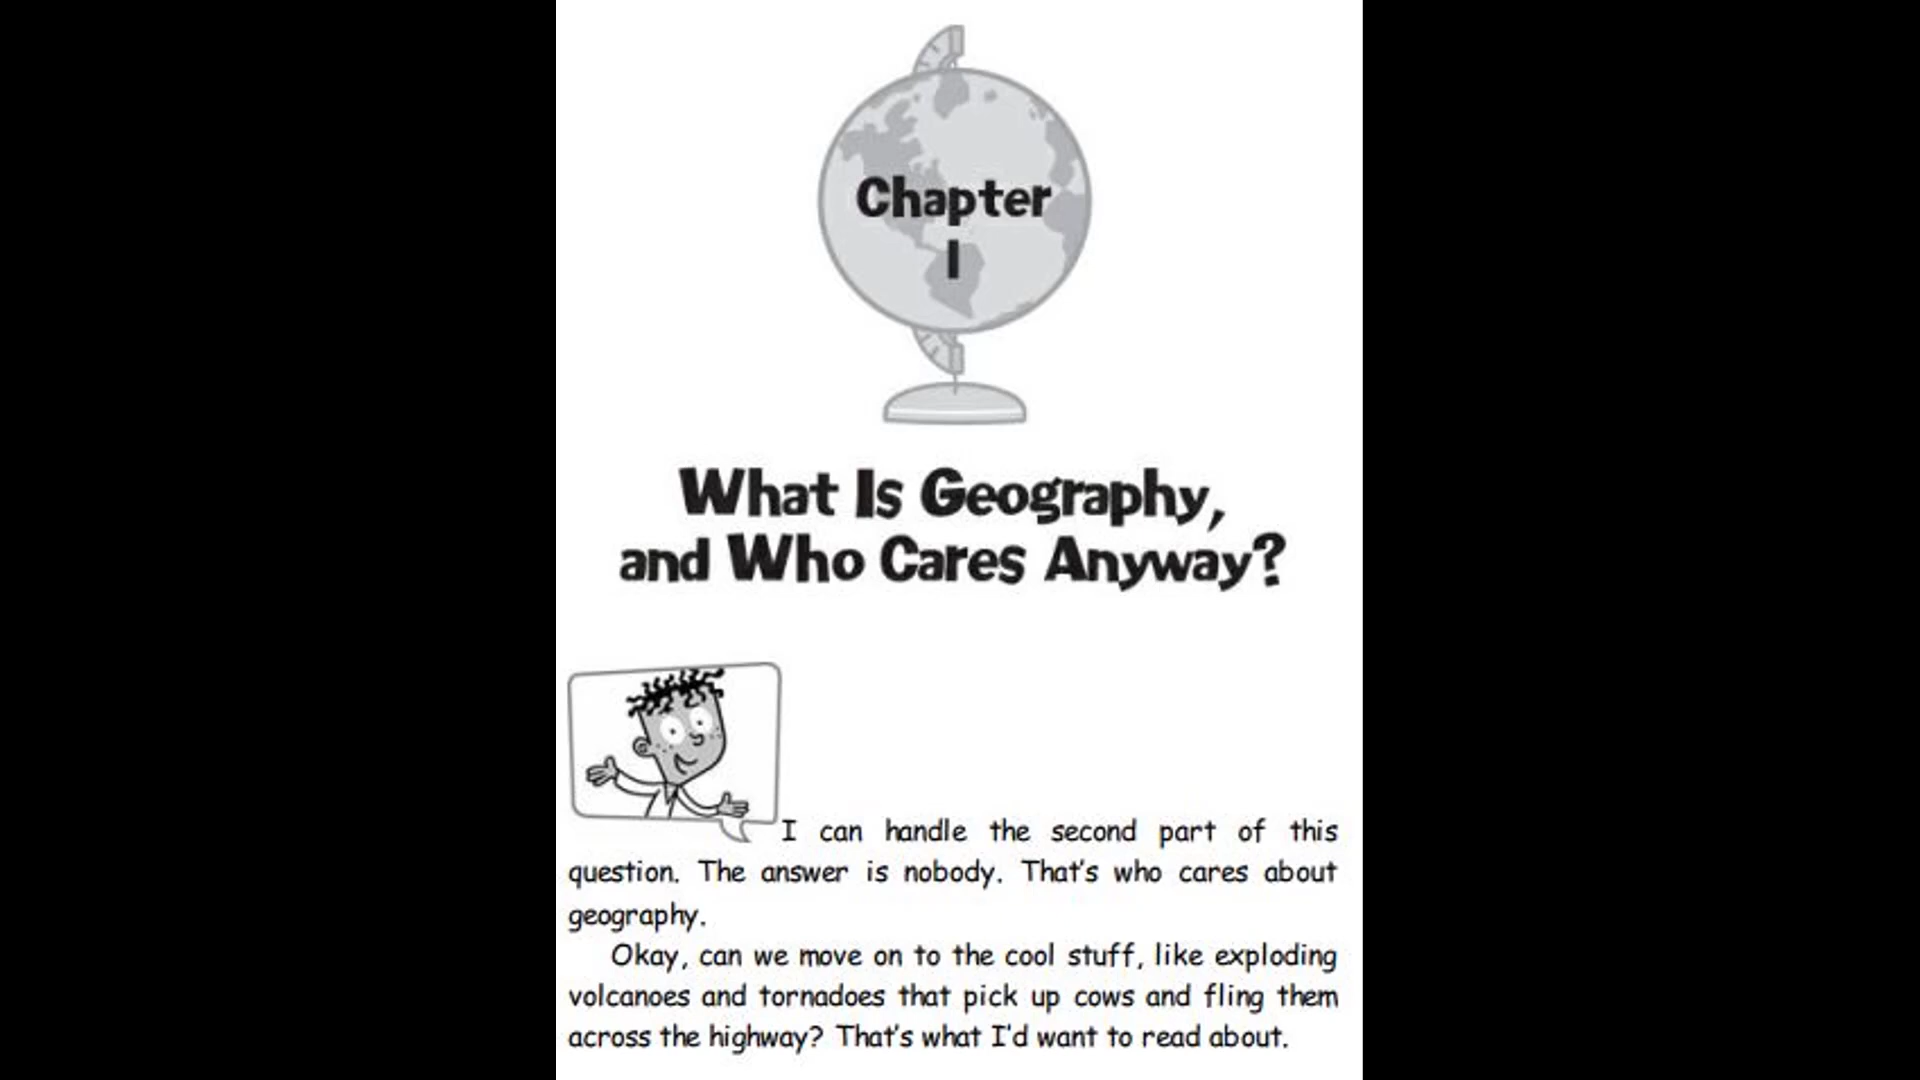 Chapter
1
What Is Geography,
and Who Cares Anyway?
I can handle the second part of this
question. The answer is nobody. That's who cares about
geography.
Okay, can we move on to the cool stuff, like exploding
volcanoes and tornadoes that pick up cows and fling them
across the highway? That's what I'd want to read about.